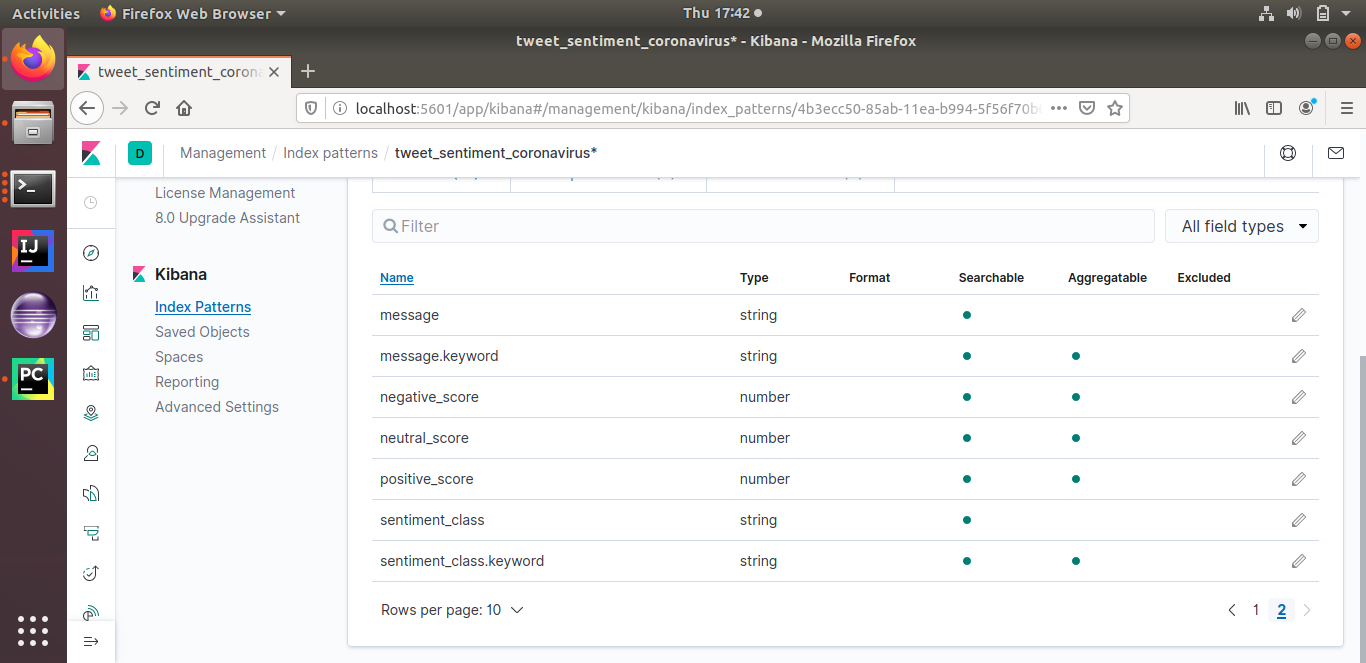 Activities Firefox Web Browser Thu 17:42
tweet_sentiment_coronavirus* - Kibana - Mozilla Firefox
tweet_sentiment_corona
localhost:5601/app/kibana#/management/kibana/index_patterns/4b3ecc50-85ab-11ea-b994-5f56f70b
D Management / Index patterns / tweet_sentiment_coronavirus*
License Management
8.0 Upgrade Assistant
Kibana
Index Patterns
Saved Objects
Spaces
Reporting
Advanced Settings
Filter All field types
Name Type Format Searchable Aggregatable Excluded
message string
message.keyword string
negative_score number
neutral_score number
positive_score number
sentiment_class string
sentiment_class.keyword string
Rows per page: 10 1 2
IJ
PC